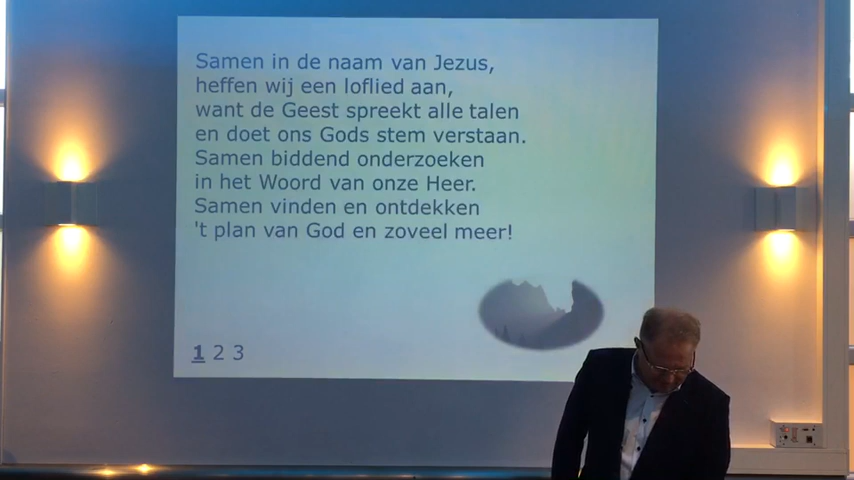 Samen in de naam van Jezus,
heffen wij een loflied aan,
want de Geest spreekt alle talen
en doet ons Gods stem verstaan.
Samen biddend onderzoeken
in het Woord van onze Heer.
Samen vinden en ontdekken
't plan van God en zoveel meer!
1 2 3